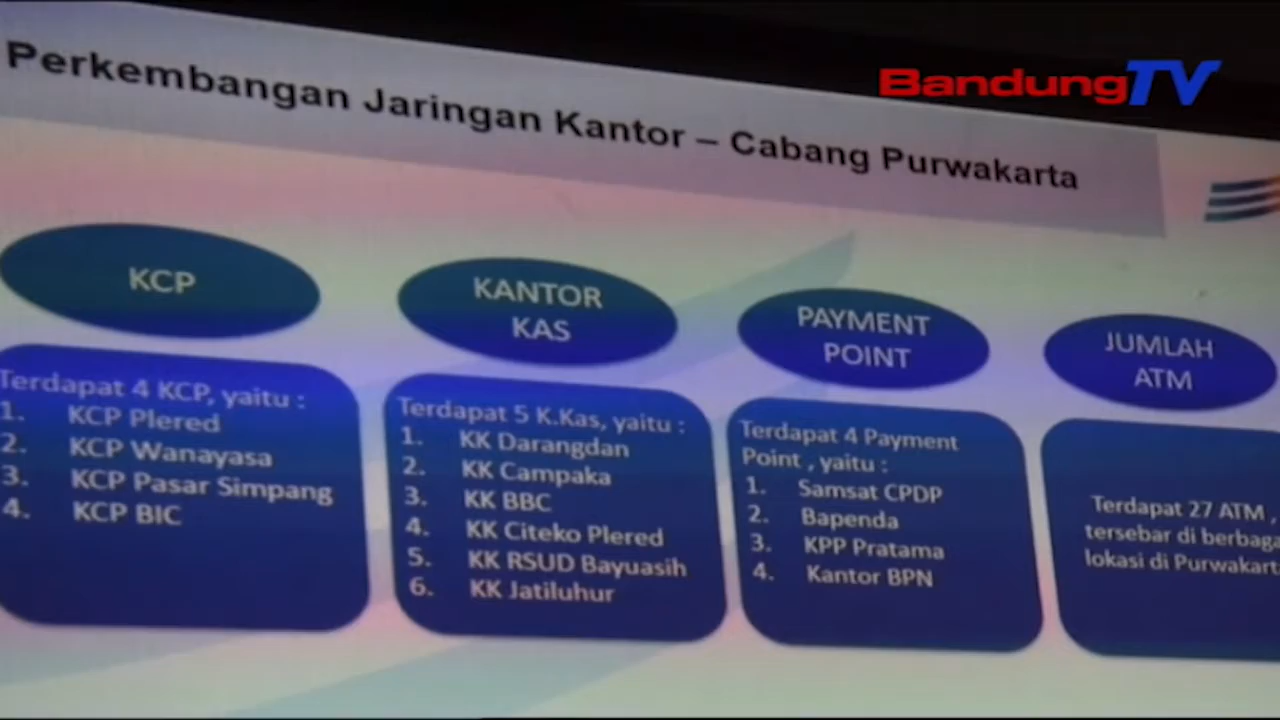 BandungTV
Perkembangan Jaringan Kantor – Cabang Purwakarta
KCP
Terdapat 4 KCP, yaitu :
1. KCP Plered
2. KCP Wanayasa
3. KCP Pasar Simpang
4. KCP BIC
KANTOR
KAS
Terdapat 5 K.Kas, yaitu :
1. KK Darangdan
2. KK Campaka
3. KK BBC
4. KK Citeko Plered
5. KK RSUD Bayuasih
6. KK Jatiluhur
PAYMENT
POINT
Terdapat 4 Payment
Point , yaitu :
1. Samsat CPDP
2. Bapenda
3. KPP Pratama
4. Kantor BPN
JUMLAH
ATM
Terdapat 27 ATM ,
tersebar di berbaga
lokasi di Purwakart